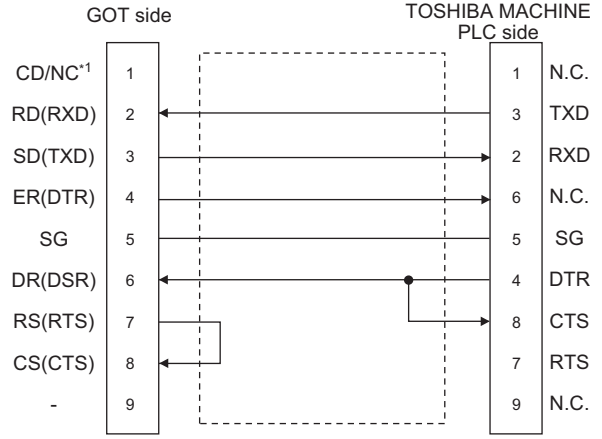 GOT side
TOSHIBA MACHINE
PLC side
CD/NC*1 1 1 N.C.
RD(RXD) 2 3 TXD
SD(TXD) 3 2 RXD
ER(DTR) 4 6 N.C.
SG 5 5 SG
DR(DSR) 6 4 DTR
RS(RTS) 7 8 CTS
CS(CTS) 8 7 RTS
- 9 9 N.C.